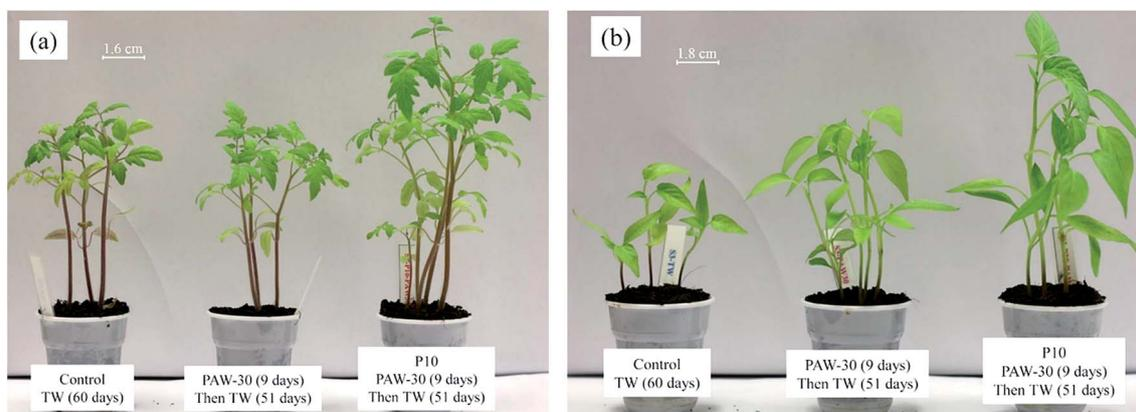 (a)
1.6 cm
Control
TW (60 days)
PAW-30 (9 days)
Then TW (51 days)
P10
PAW-30 (9 days)
Then TW (51 days)
(b)
1.8 cm
S3-TW
Control
TW (60 days)
PAW-30 (9 days)
Then TW (51 days)
P10
PAW-30 (9 days)
Then TW (51 days)